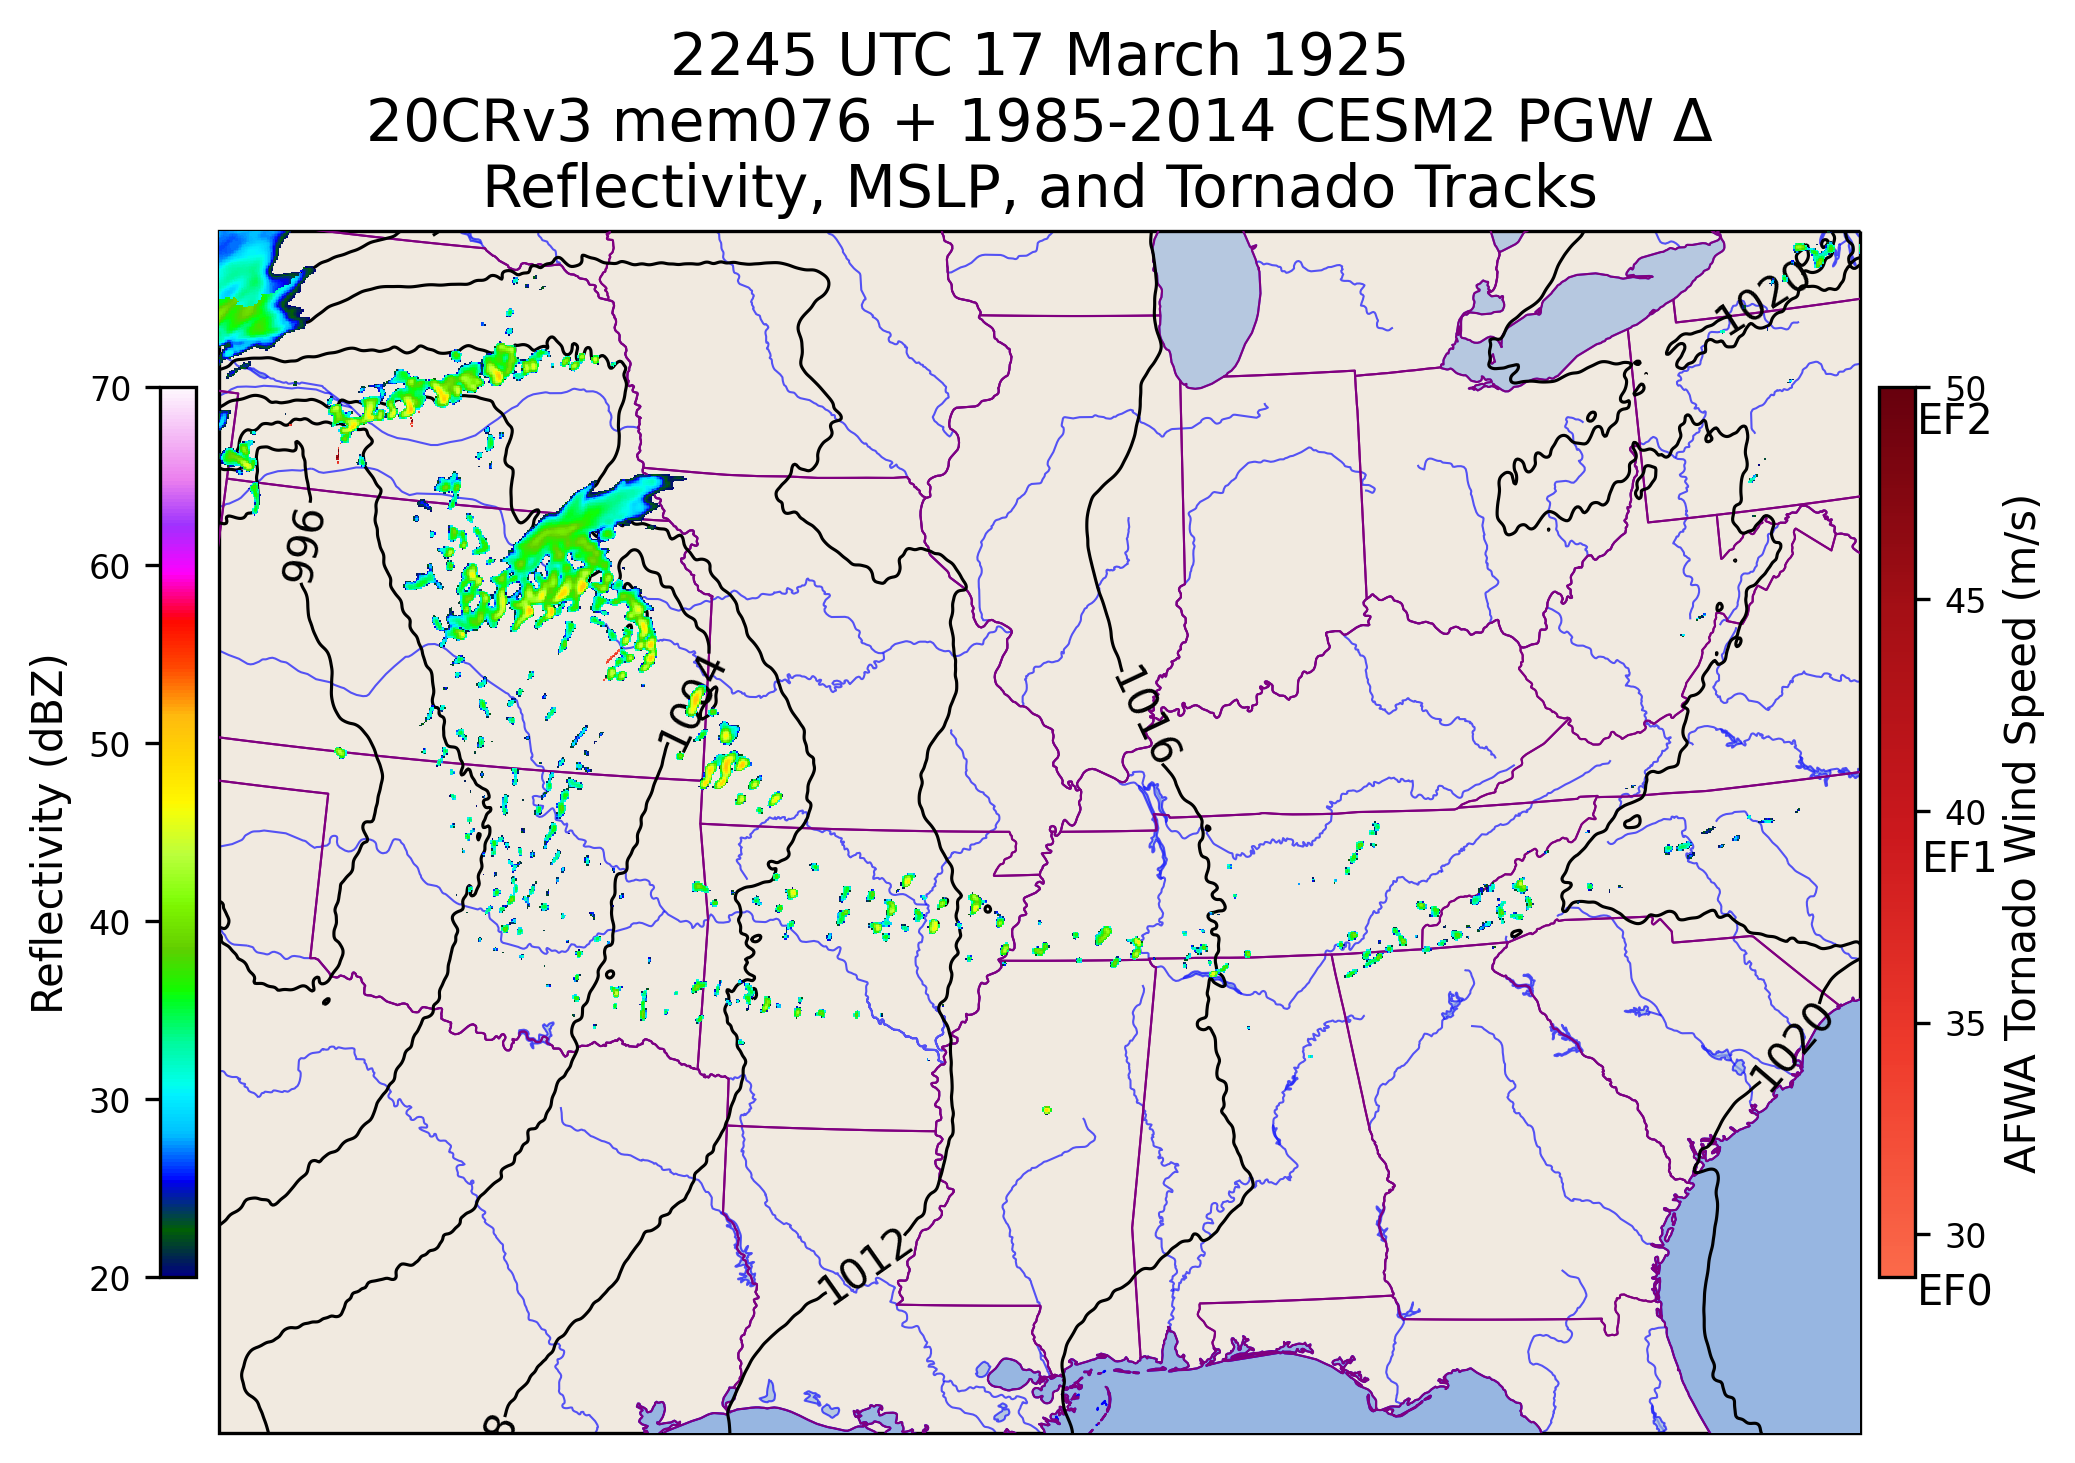 2245 UTC 17 March 1925
20CRv3 mem076 + 1985-2014 CESM2 PGW Δ
Reflectivity, MSLP, and Tornado Tracks
70
60
50
40
30
20
Reflectivity (dBZ)
1020
996
1004
1016
1020
1012
8
50
EF2
45
40
EF1
35
30
EF0
AFWA Tornado Wind Speed (m/s)